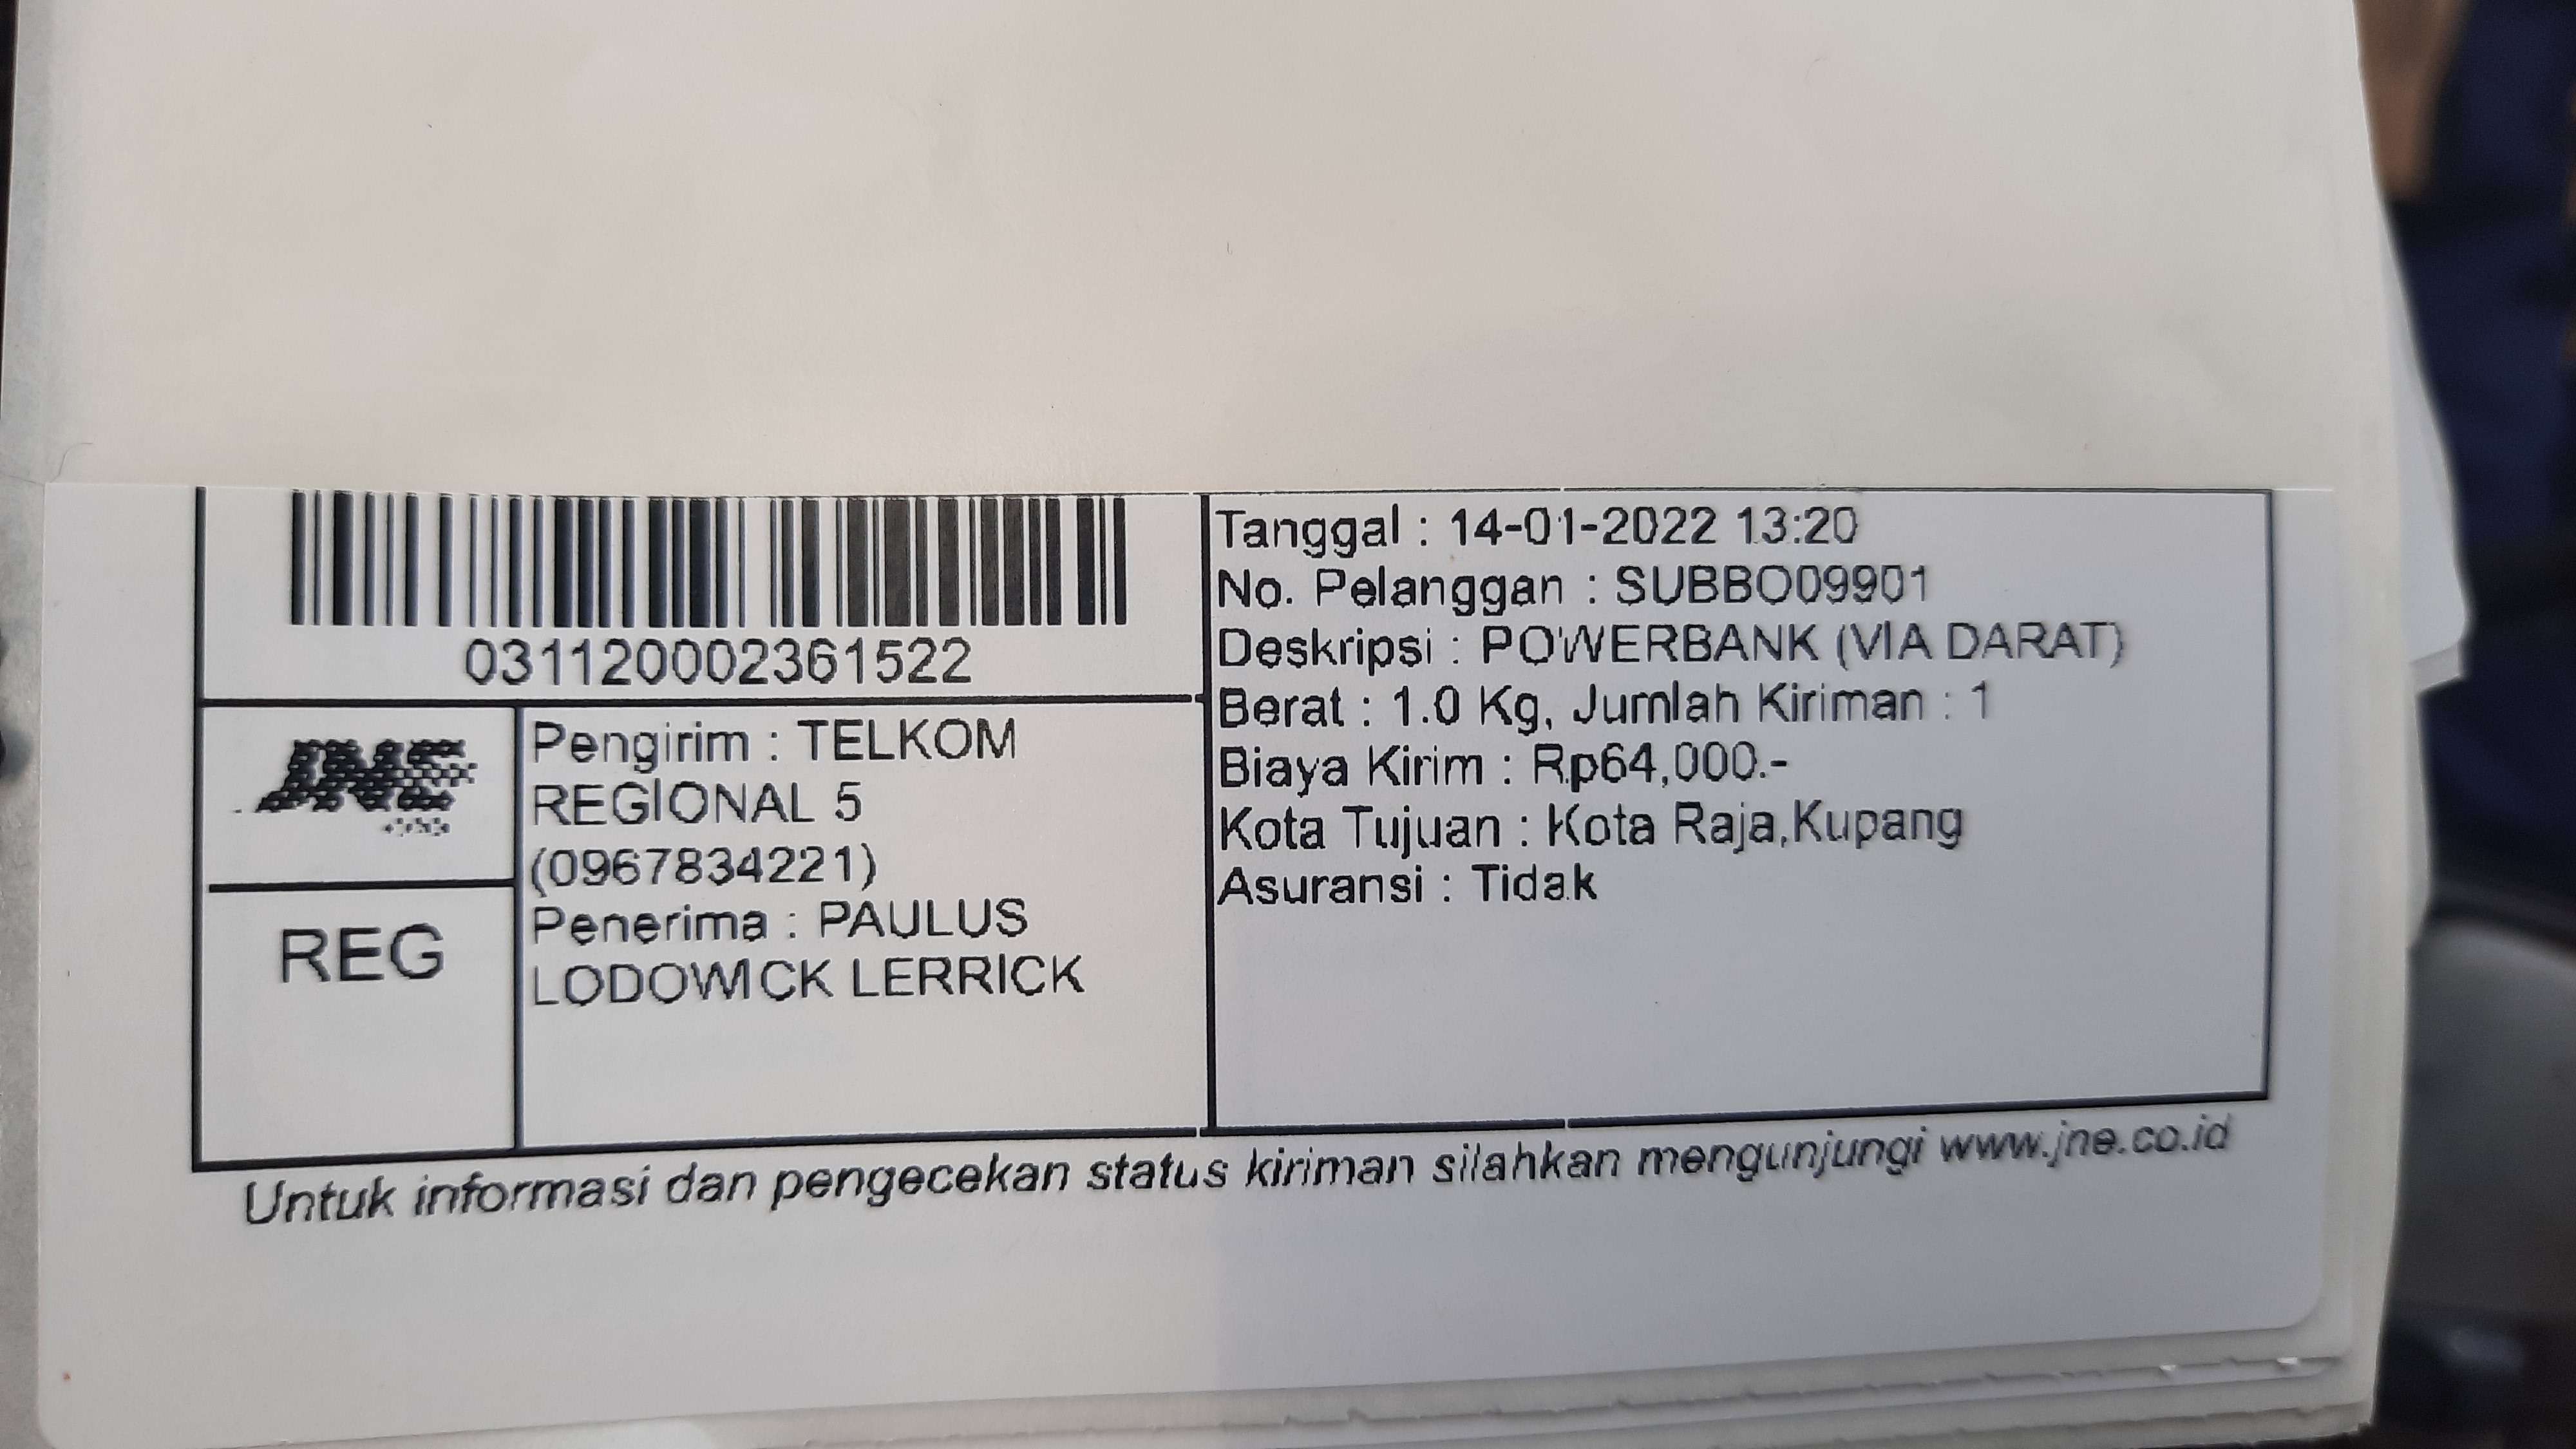 031120002361522
JNE
REG
Pengirim : TELKOM
REGIONAL 5
(0967834221)
Penerima : PAULUS
LODOWICK LERRICK
Tanggal : 14-01-2022 13:20
No. Pelanggan : SUBBO09901
Deskripsi : POWERBANK (VIA DARAT)
Berat : 1.0 Kg, Jumlah Kiriman : 1
Biaya Kirim : Rp64,000.-
Kota Tujuan : Kota Raja,Kupang
Asuransi : Tidak
Untuk informasi dan pengecekan status kiriman silahkan mengunjungi www.jne.co.id